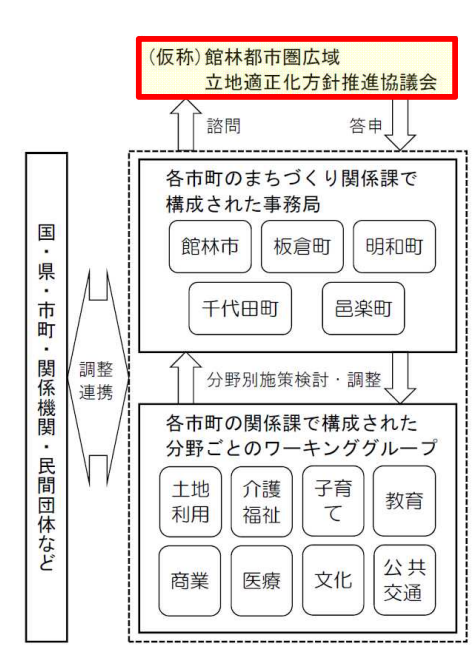 (仮称)館林都市圏広域
立地適正化方針推進協議会
諮問
答申
各市町のまちづくり関係課で
構成された事務局
館林市
板倉町
明和町
千代田町
邑楽町
国・県・市町・関係機関・民間団体など
調整
連携
分野別施策検討・調整
各市町の関係課で構成された
分野ごとのワーキンググループ
土地
利用
介護
福祉
子育
て
教育
商業
医療
文化
公共
交通